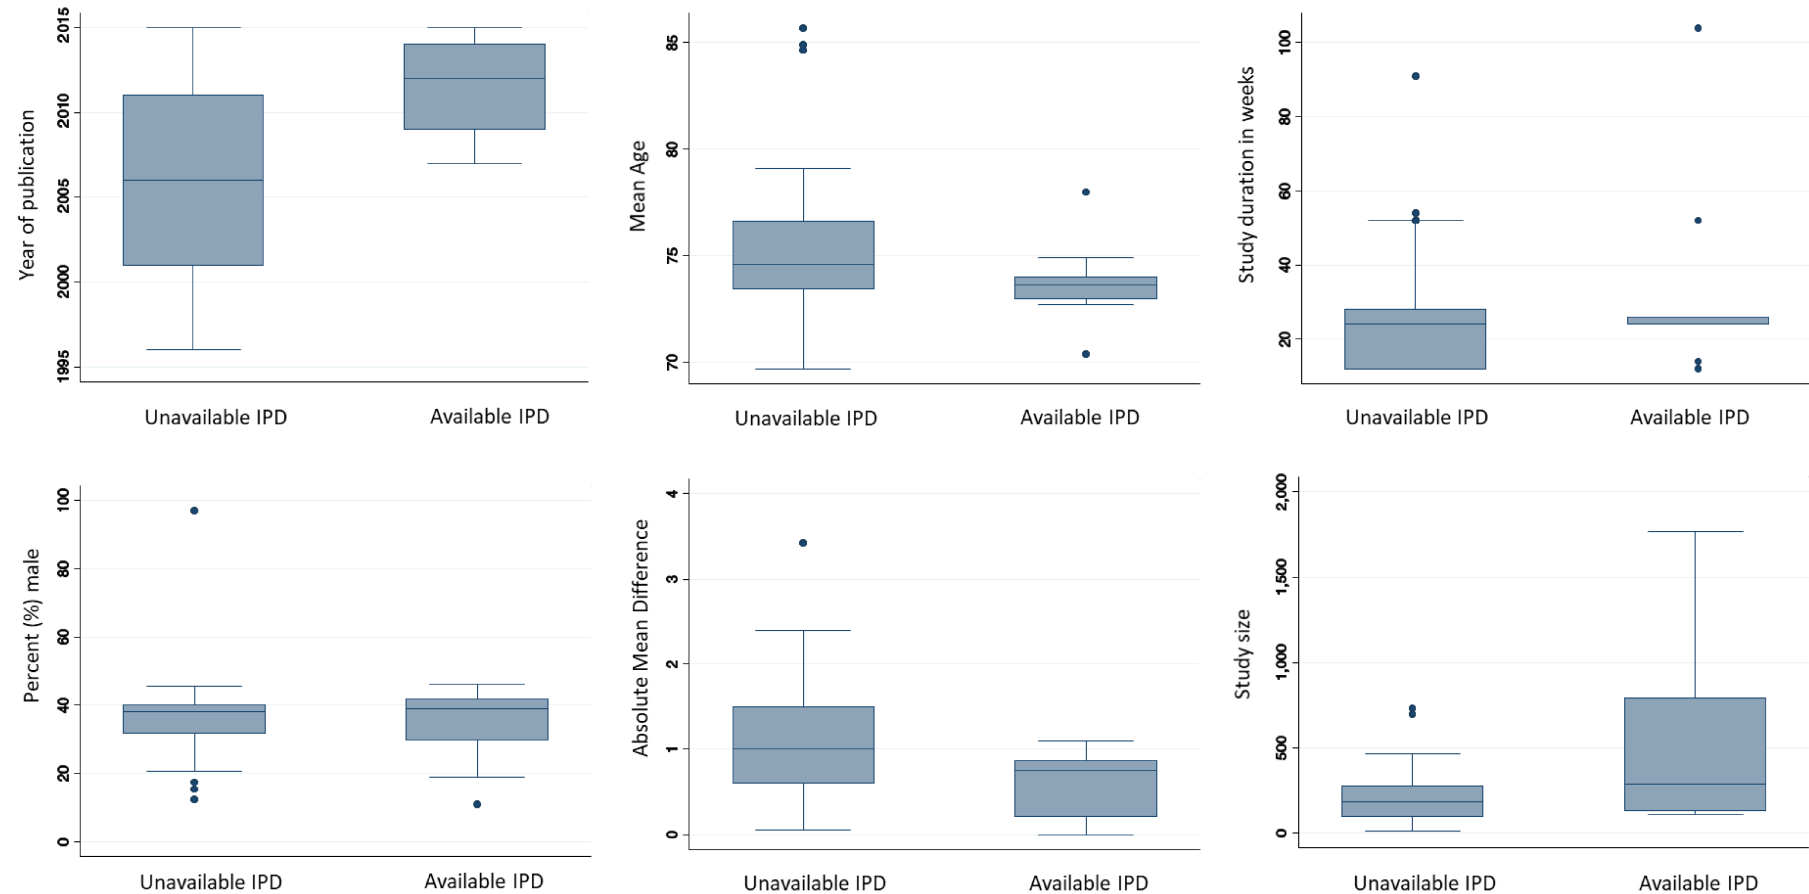 Year of publication
2015
2010
2005
2000
1995
Unavailable IPD
Available IPD
Mean Age
85
80
75
70
Unavailable IPD
Available IPD
Study duration in weeks
100
80
60
40
20
Unavailable IPD
Available IPD
Percent (%) male
100
80
60
40
20
0
Unavailable IPD
Available IPD
Absolute Mean Difference
4
3
2
1
0
Unavailable IPD
Available IPD
Study size
2,000
1,500
1,000
500
0
Unavailable IPD
Available IPD